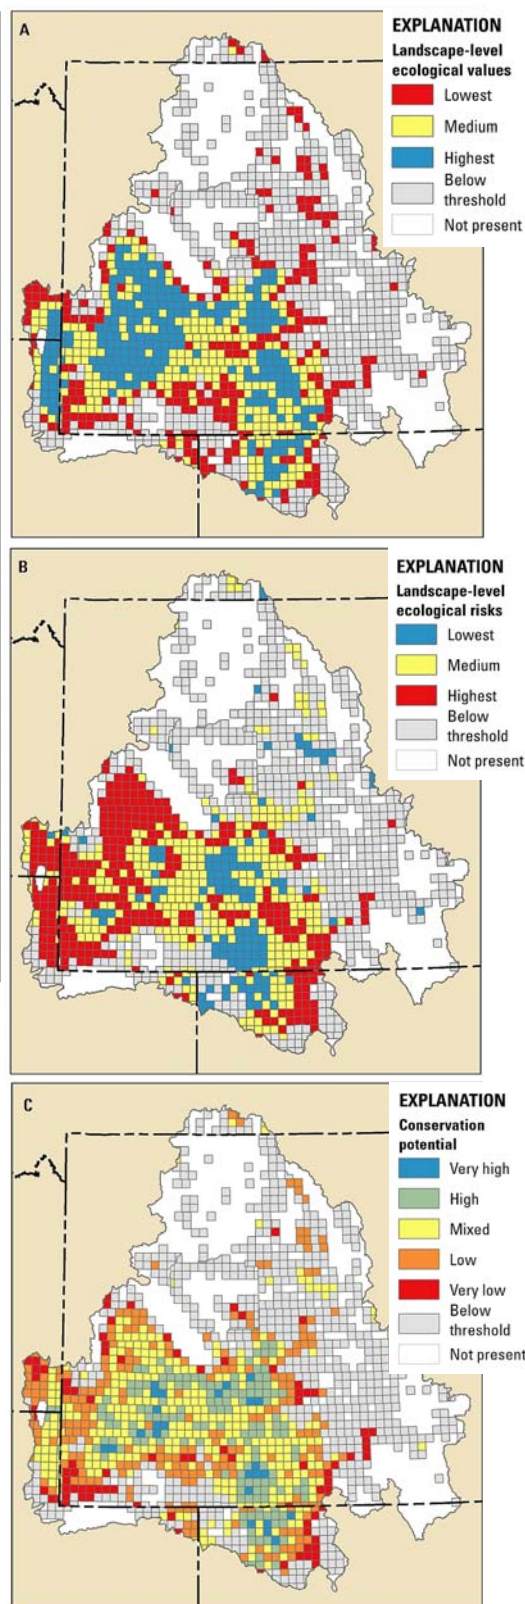 A
EXPLANATION
Landscape-level
ecological values
Lowest
Medium
Highest
Below
threshold
Not present
B
EXPLANATION
Landscape-level
ecological risks
Lowest
Medium
Highest
Below
threshold
Not present
C
EXPLANATION
Conservation
potential
Very high
High
Mixed
Low
Very low
Below
threshold
Not present